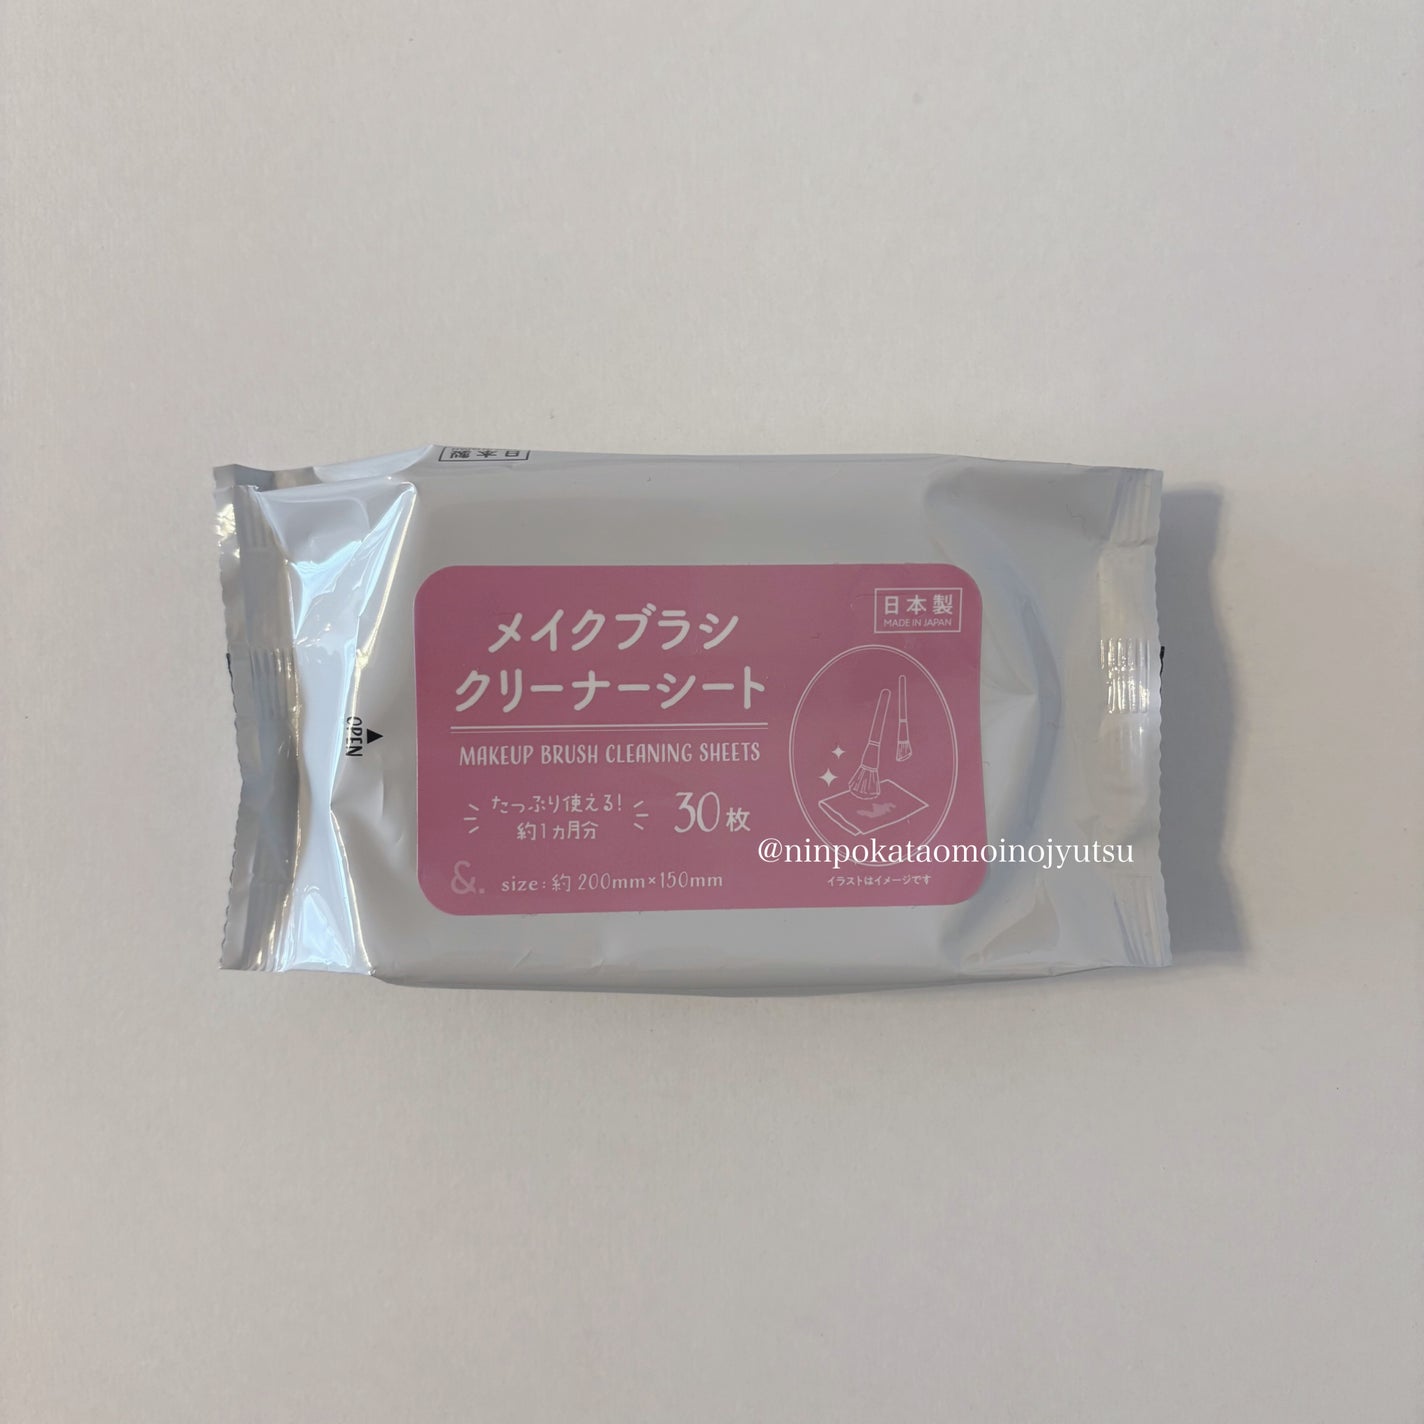 日本製
OPEN
メイクブラシ
クリーナーシート
MAKEUP BRUSH CLEANING SHEETS
たっぷり使える!
約1ヵ月分
30枚
&.
size:約 200mm×150mm
日本製
MADE IN JAPAN
@ninpokataomoinojyutsu
イラストはイメージです